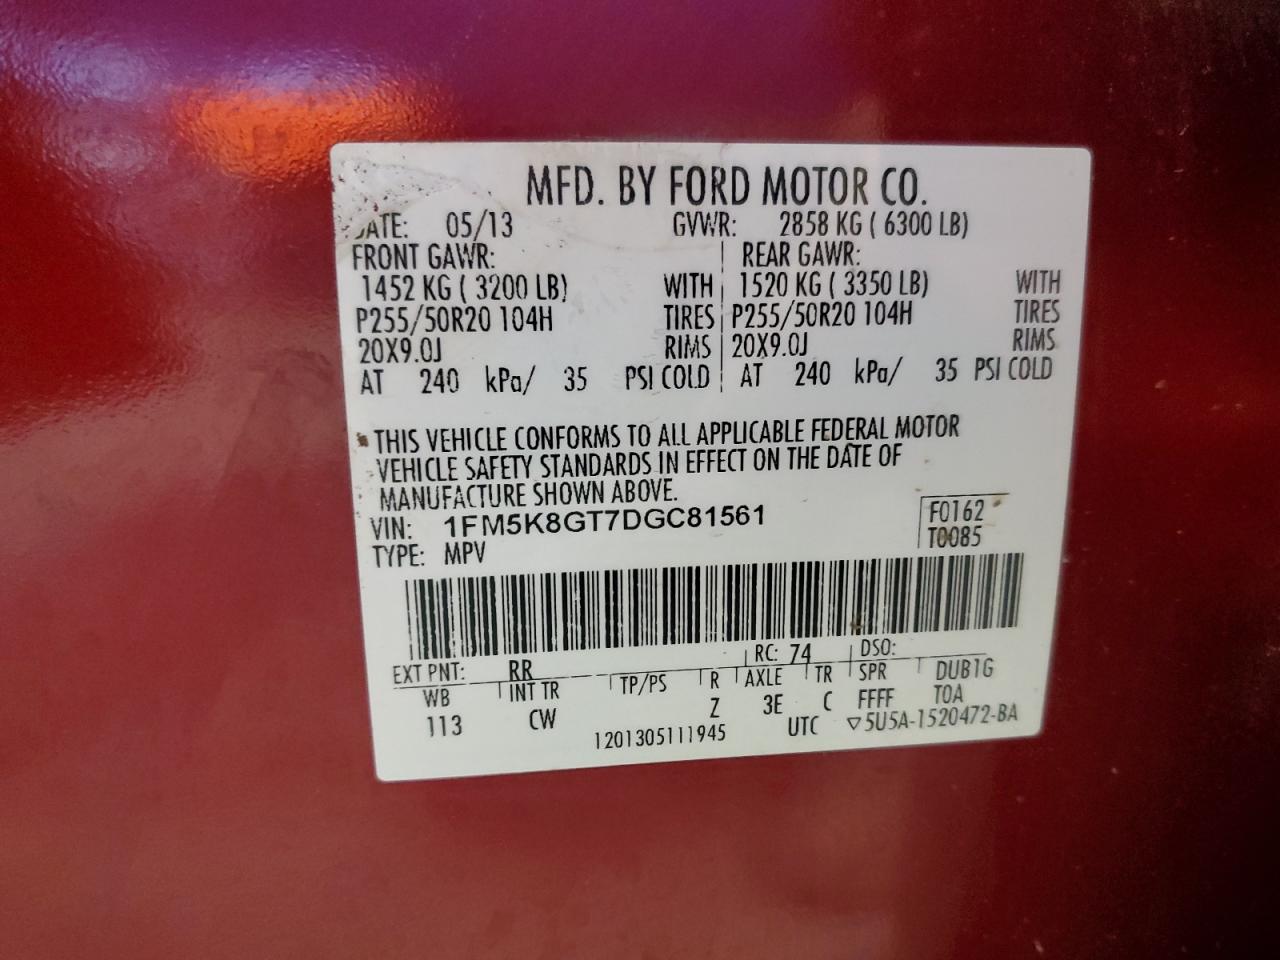 MFD. BY FORD MOTOR CO.
DATE: 05/13 GVWR: 2858 KG ( 6300 LB)
FRONT GAWR: REAR GAWR:
1452 KG ( 3200 LB) WITH 1520 KG ( 3350 LB) WITH
P255/50R20 104H TIRES P255/50R20 104H TIRES
20X9.0J RIMS 20X9.0J RIMS
AT 240 kPa/ 35 PSI COLD AT 240 kPa/ 35 PSI COLD
THIS VEHICLE CONFORMS TO ALL APPLICABLE FEDERAL MOTOR
VEHICLE SAFETY STANDARDS IN EFFECT ON THE DATE OF
MANUFACTURE SHOWN ABOVE.
VIN: 1FM5K8GT7DGC81561 F0162
TYPE: MPV T0085
EXT PNT: RR RC: 74 DSO:
WB INT TR TP/PS R AXLE TR SPR DUB1G
113 CW Z 3E C FFFF TOA
1201305111945 UTC ▽5U5A-1520472-BA